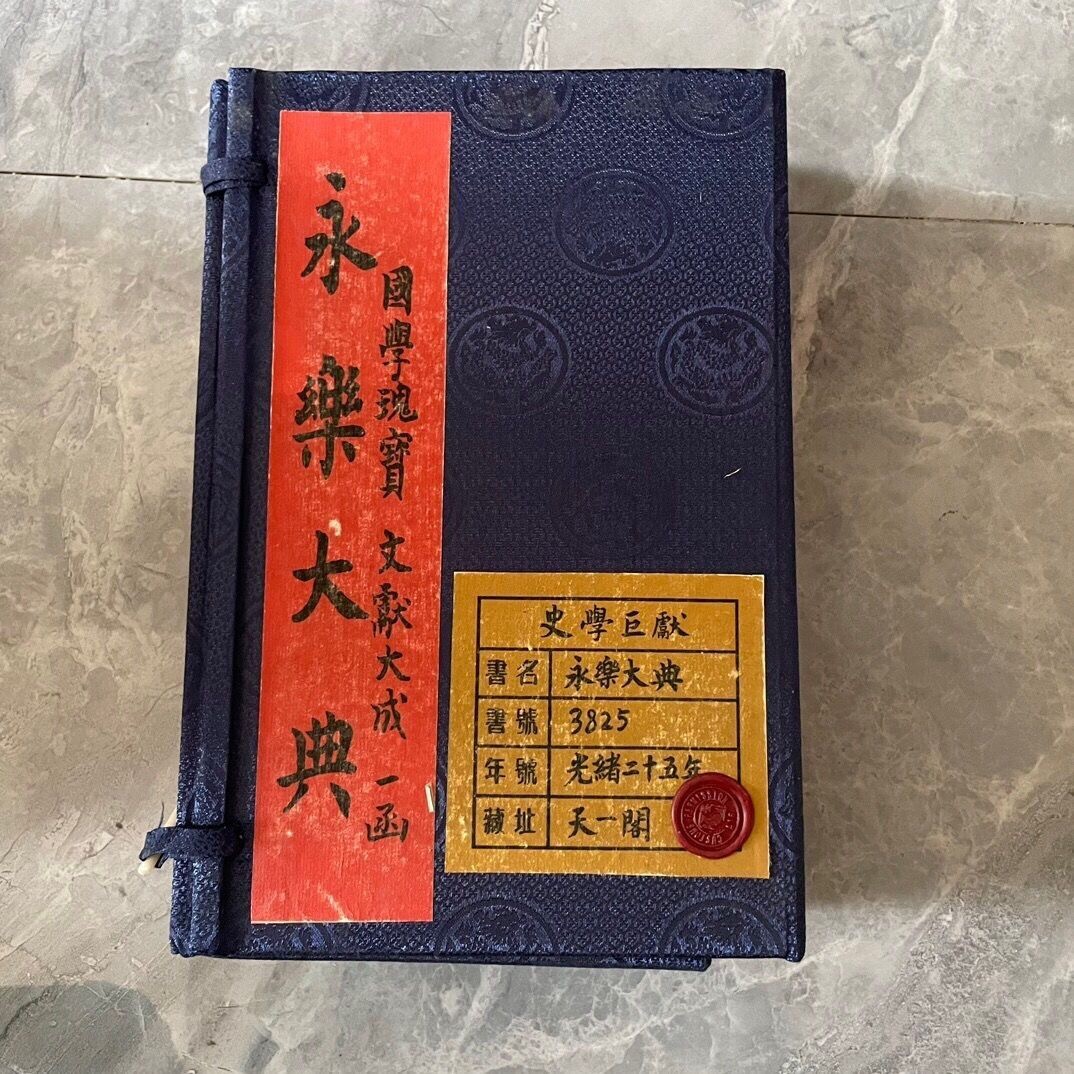 永樂大典
國學瑰寶 文獻大成 一函
史學巨獻
書名 永樂大典
書號 3825
年號 光緒二十五年
藏址 天一閣